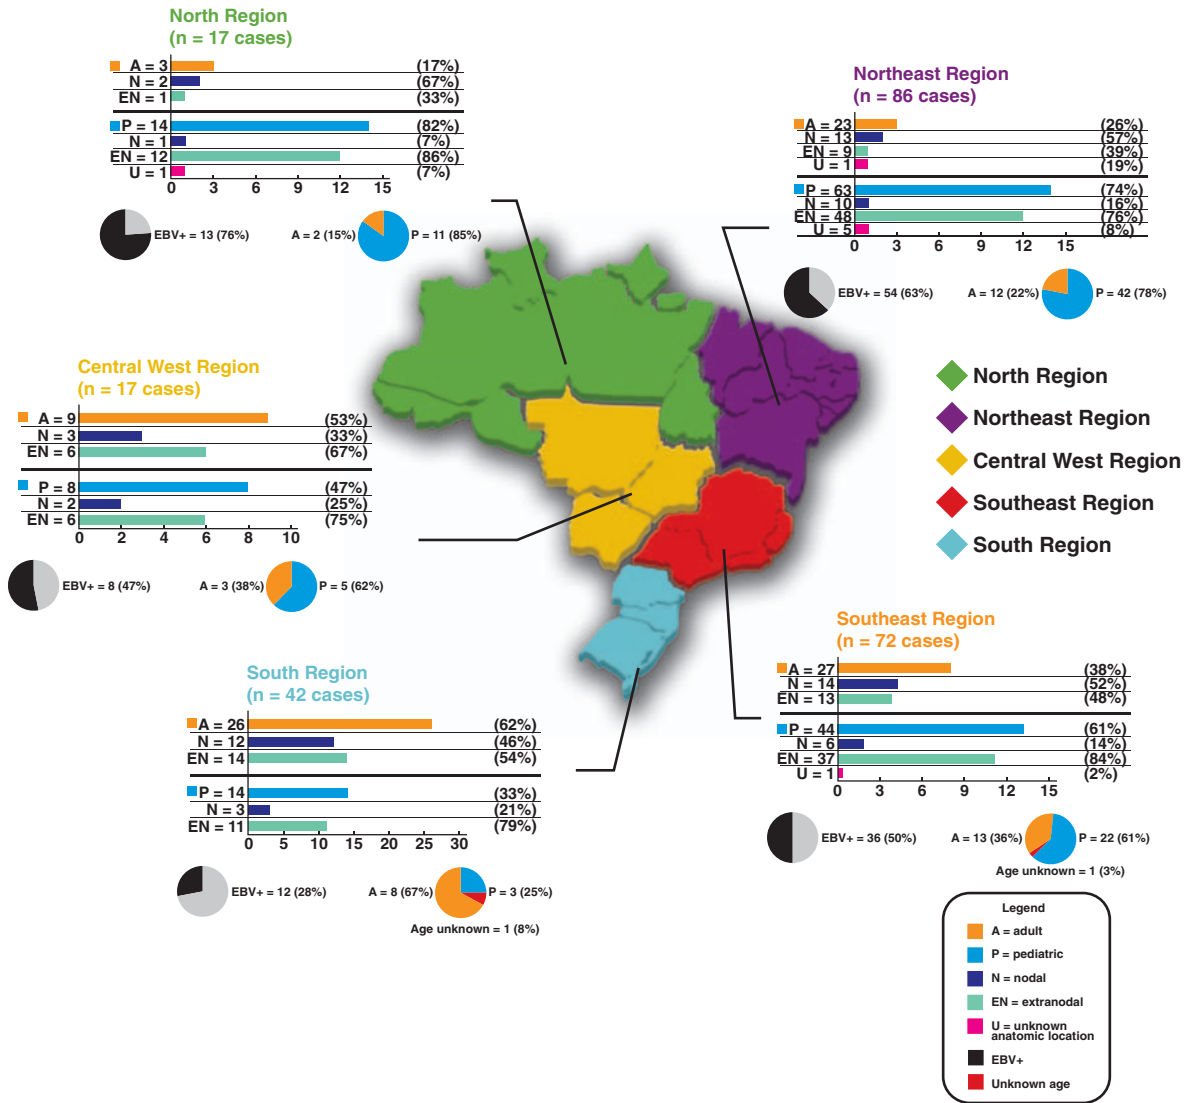 North Region
(n = 17 cases)
A = 3 (17%)
N = 2 (67%)
EN = 1 (33%)
P = 14 (82%)
N = 1 (7%)
EN = 12 (86%)
U = 1 (7%)
0 3 6 9 12 15
EBV+ = 13 (76%)
A = 2 (15%)
P = 11 (85%)
Northeast Region
(n = 86 cases)
A = 23 (26%)
N = 13 (57%)
EN = 9 (39%)
U = 1 (19%)
P = 63 (74%)
N = 10 (16%)
EN = 48 (76%)
U = 5 (8%)
0 3 6 9 12 15
EBV+ = 54 (63%)
A = 12 (22%)
P = 42 (78%)
Central West Region
(n = 17 cases)
A = 9 (53%)
N = 3 (33%)
EN = 6 (67%)
P = 8 (47%)
N = 2 (25%)
EN = 6 (75%)
0 2 4 6 8 10
EBV+ = 8 (47%)
A = 3 (38%)
P = 5 (62%)
North Region
Northeast Region
Central West Region
Southeast Region
South Region
South Region
(n = 42 cases)
A = 26 (62%)
N = 12 (46%)
EN = 14 (54%)
P = 14 (33%)
N = 3 (21%)
EN = 11 (79%)
0 5 10 15 20 25 30
EBV+ = 12 (28%)
A = 8 (67%)
P = 3 (25%)
Age unknown = 1 (8%)
Southeast Region
(n = 72 cases)
A = 27 (38%)
N = 14 (52%)
EN = 13 (48%)
P = 44 (61%)
N = 6 (14%)
EN = 37 (84%)
U = 1 (2%)
0 3 6 9 12 15
EBV+ = 36 (50%)
A = 13 (36%)
P = 22 (61%)
Age unknown = 1 (3%)
Legend
A = adult
P = pediatric
N = nodal
EN = extranodal
U = unknown
anatomic location
EBV+
Unknown age